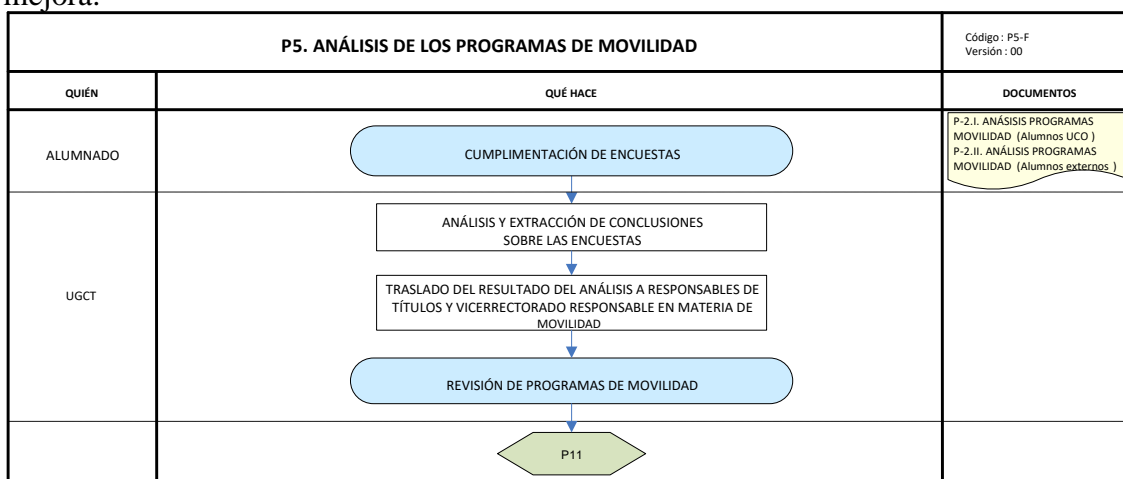 mejora.
P5. ANÁLISIS DE LOS PROGRAMAS DE MOVILIDAD
Código : P5-F
Versión : 00
QUIÉN
QUÉ HACE
DOCUMENTOS
ALUMNADO
CUMPLIMENTACIÓN DE ENCUESTAS
P-2.I. ANÁSISIS PROGRAMAS
MOVILIDAD (Alumnos UCO )
P-2.II. ANÁLISIS PROGRAMAS
MOVILIDAD (Alumnos externos )
UGCT
ANÁLISIS Y EXTRACCIÓN DE CONCLUSIONES
SOBRE LAS ENCUESTAS
TRASLADO DEL RESULTADO DEL ANÁLISIS A RESPONSABLES DE
TÍTULOS Y VICERRECTORADO RESPONSABLE EN MATERIA DE
MOVILIDAD
REVISIÓN DE PROGRAMAS DE MOVILIDAD
P11